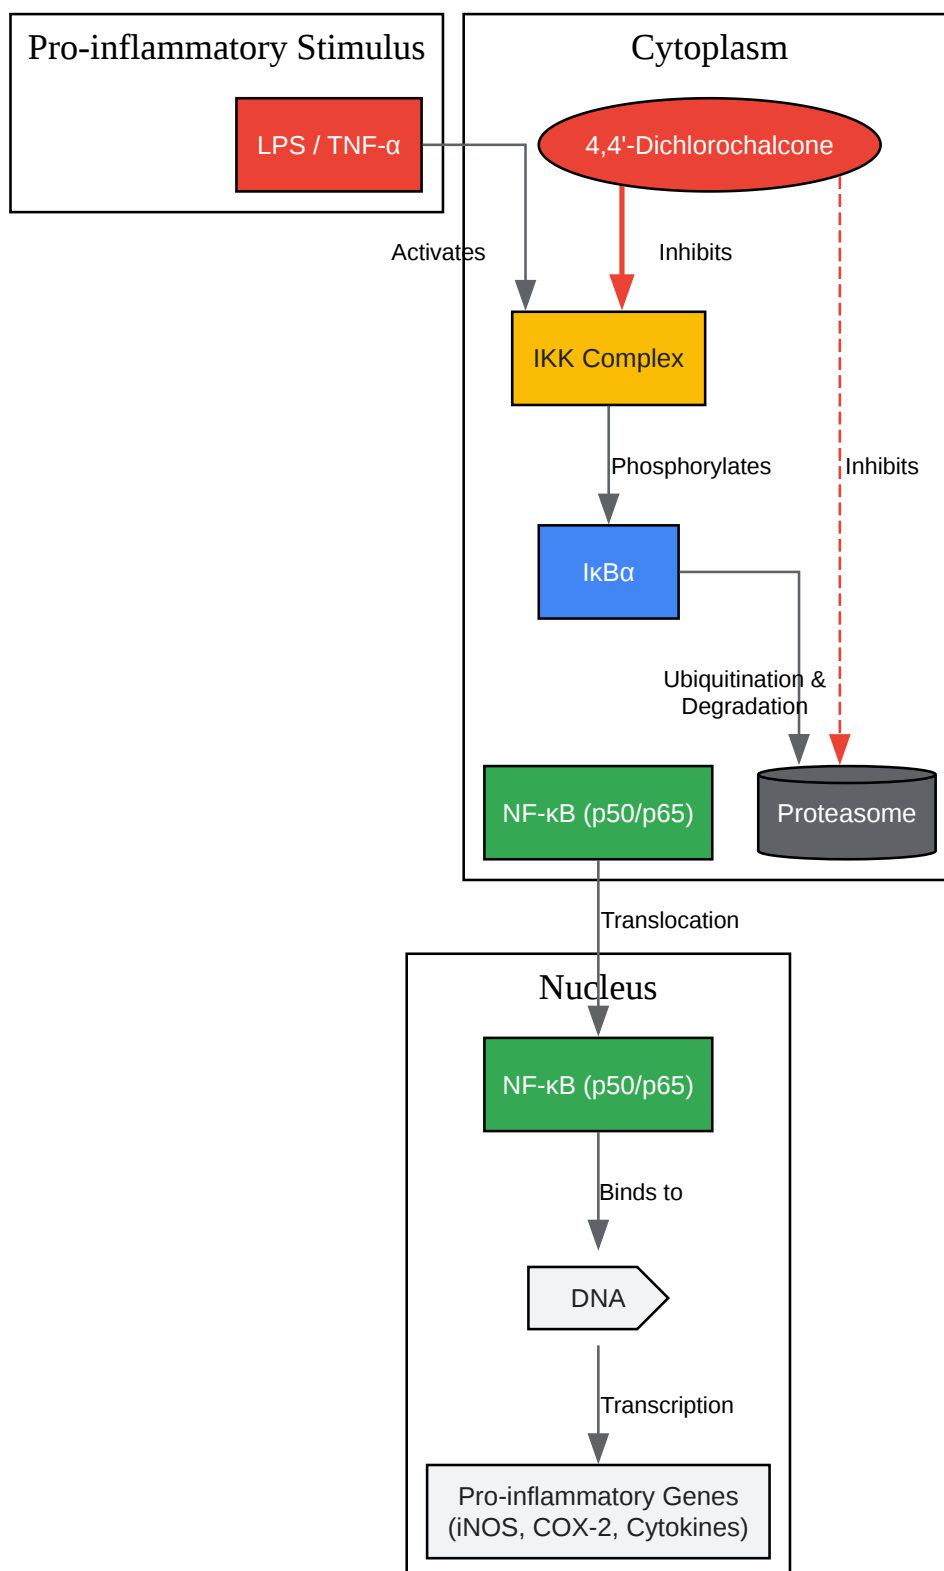 Pro-inflammatory Stimulus
Cytoplasm
LPS / TNF-α
4,4'-Dichlorochalcone
Activates
Inhibits
IKK Complex
Phosphorylates
Inhibits
IκBα
Ubiquitination &
Degradation
NF-κB (p50/p65)
Proteasome
Translocation
Nucleus
NF-κB (p50/p65)
Binds to
DNA
Transcription
Pro-inflammatory Genes
(iNOS, COX-2, Cytokines)